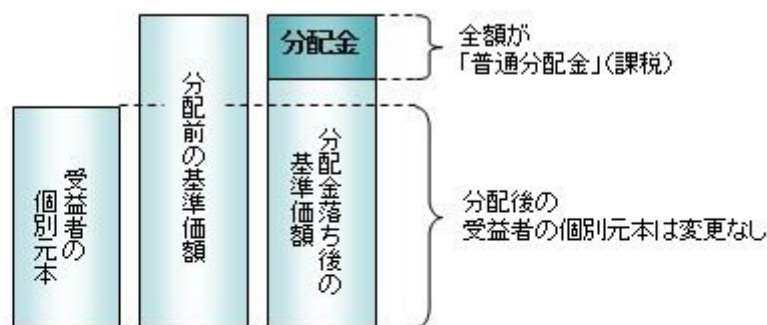 受益者の
個別元本
分配前の基準価額
分配金
分配金落ち後の
基準価額
全額が
「普通分配金」(課税)
分配後の
受益者の個別元本は変更なし